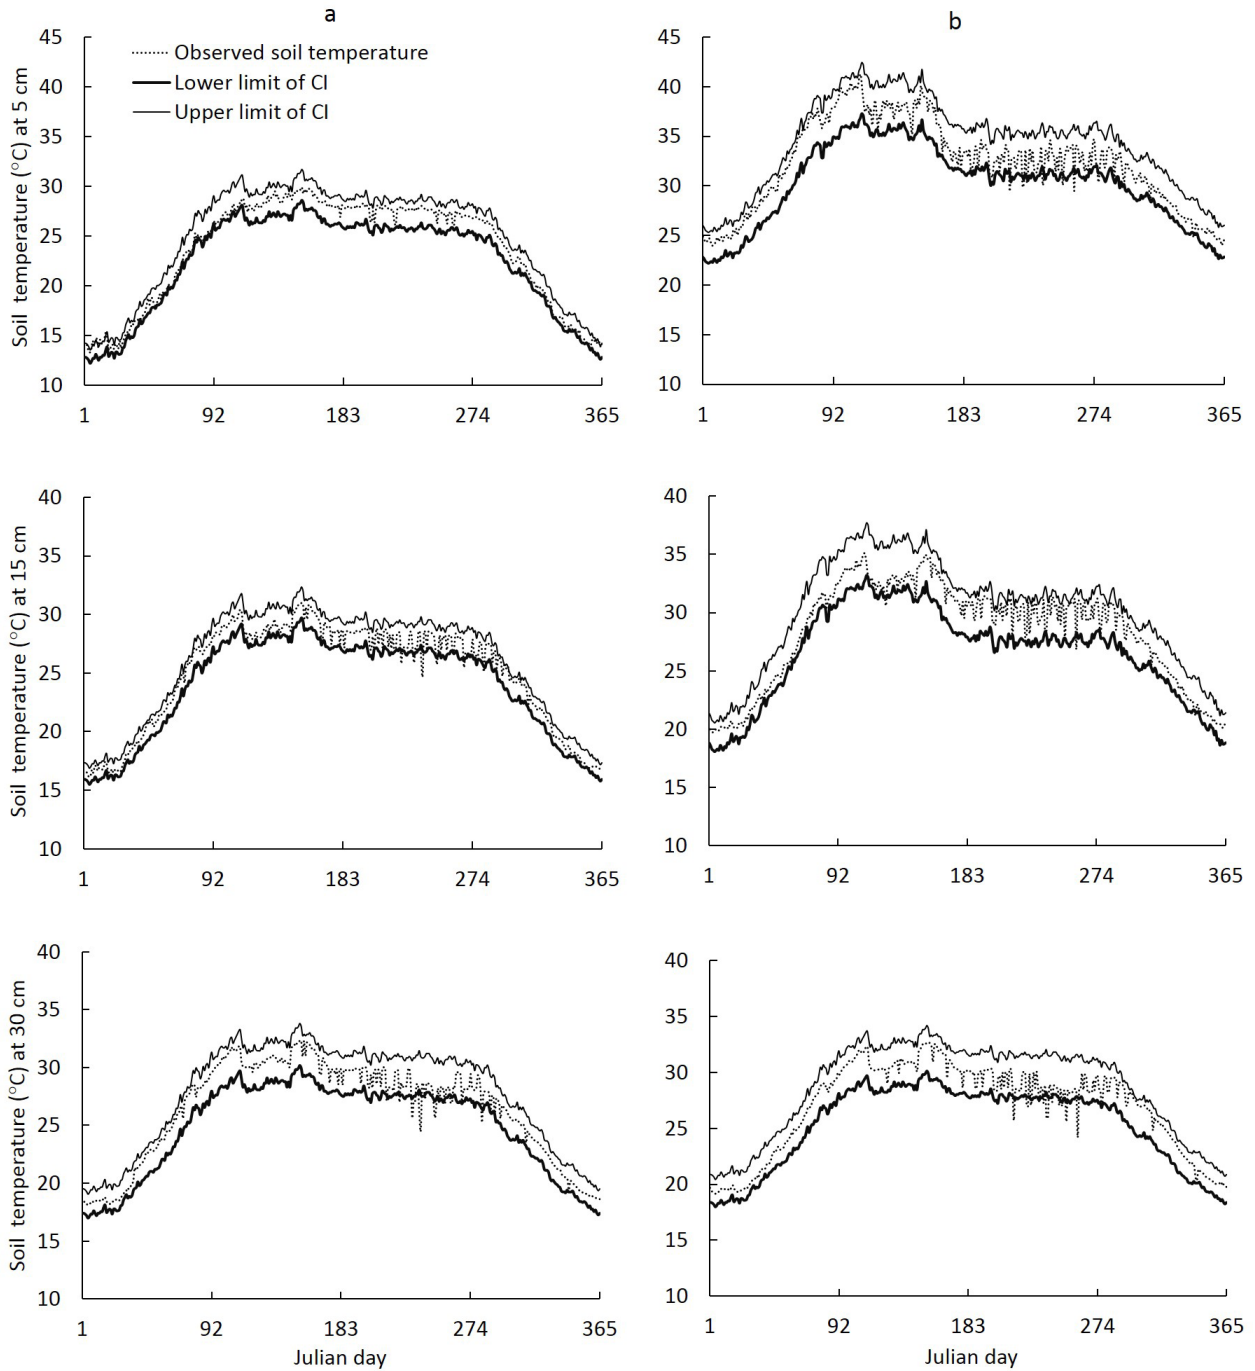 a
b
Observed soil temperature
Lower limit of CI
Upper limit of CI
Soil temperature (°C) at 5 cm
45
40
35
30
25
20
15
10
1 92 183 274 365
45
40
35
30
25
20
15
10
1 92 183 274 365
Soil temperature (°C) at 15 cm
40
35
30
25
20
15
10
1 92 183 274 365
40
35
30
25
20
15
10
1 92 183 274 365
Soil temperature (°C) at 30 cm
40
35
30
25
20
15
10
1 92 183 274 365
Julian day
40
35
30
25
20
15
10
1 92 183 274 365
Julian day